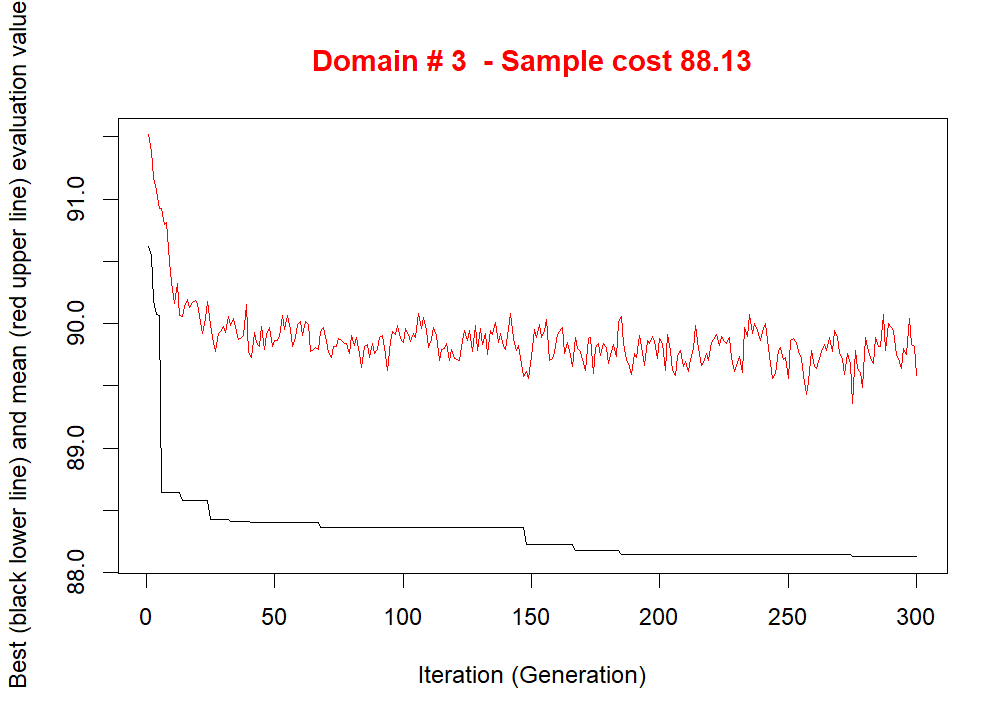 Domain # 3  - Sample cost 88.13
Best (black lower line) and mean (red upper line) evaluation value
91.0
90.0
89.0
88.0
0 50 100 150 200 250 300
Iteration (Generation)